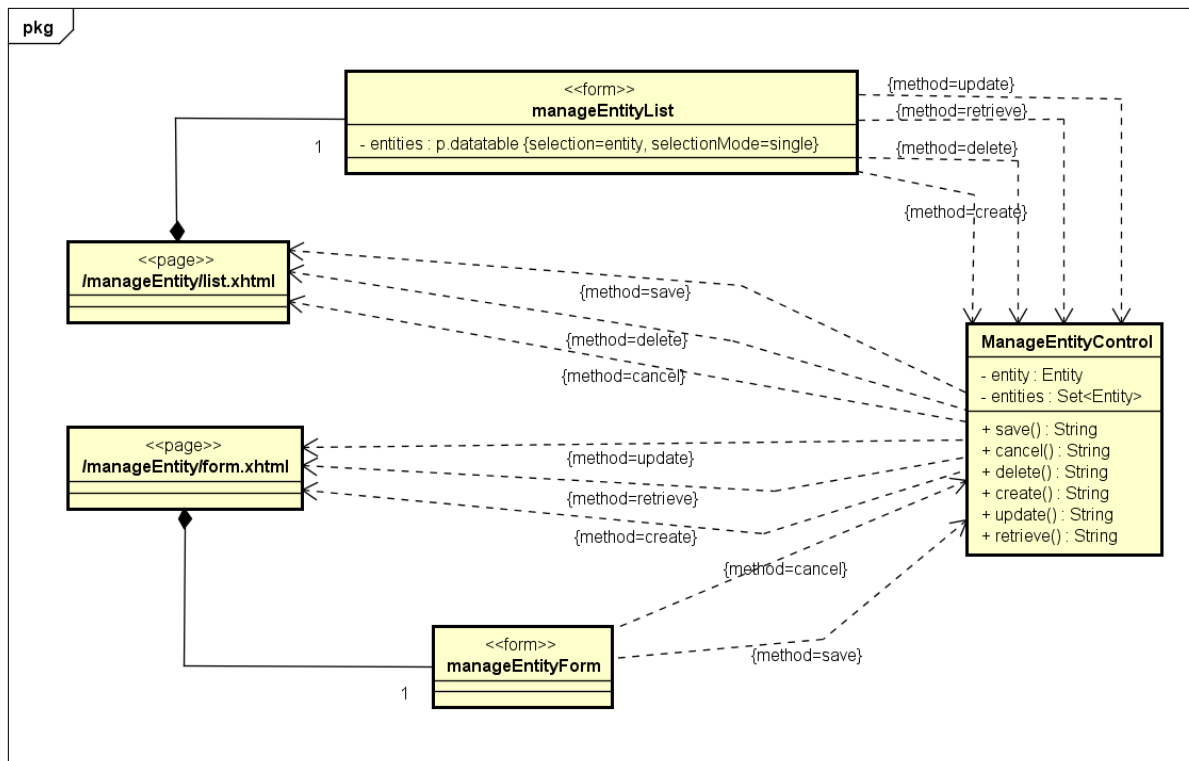 pkg
<<form>>
manageEntityList
- entities : p.datatable {selection=entity, selectionMode=single}
{method=update}
{method=retrieve}
{method=delete}
{method=create}
1
<<page>>
/manageEntity/list.xhtml
{method=save}
{method=delete}
{method=cancel}
ManageEntityControl
- entity : Entity
- entities : Set<Entity>
+ save() : String
+ cancel() : String
+ delete() : String
+ create() : String
+ update() : String
+ retrieve() : String
<<page>>
/manageEntity/form.xhtml
{method=update}
{method=retrieve}
{method=create}
{method=cancel}
{method=save}
<<form>>
manageEntityForm
1